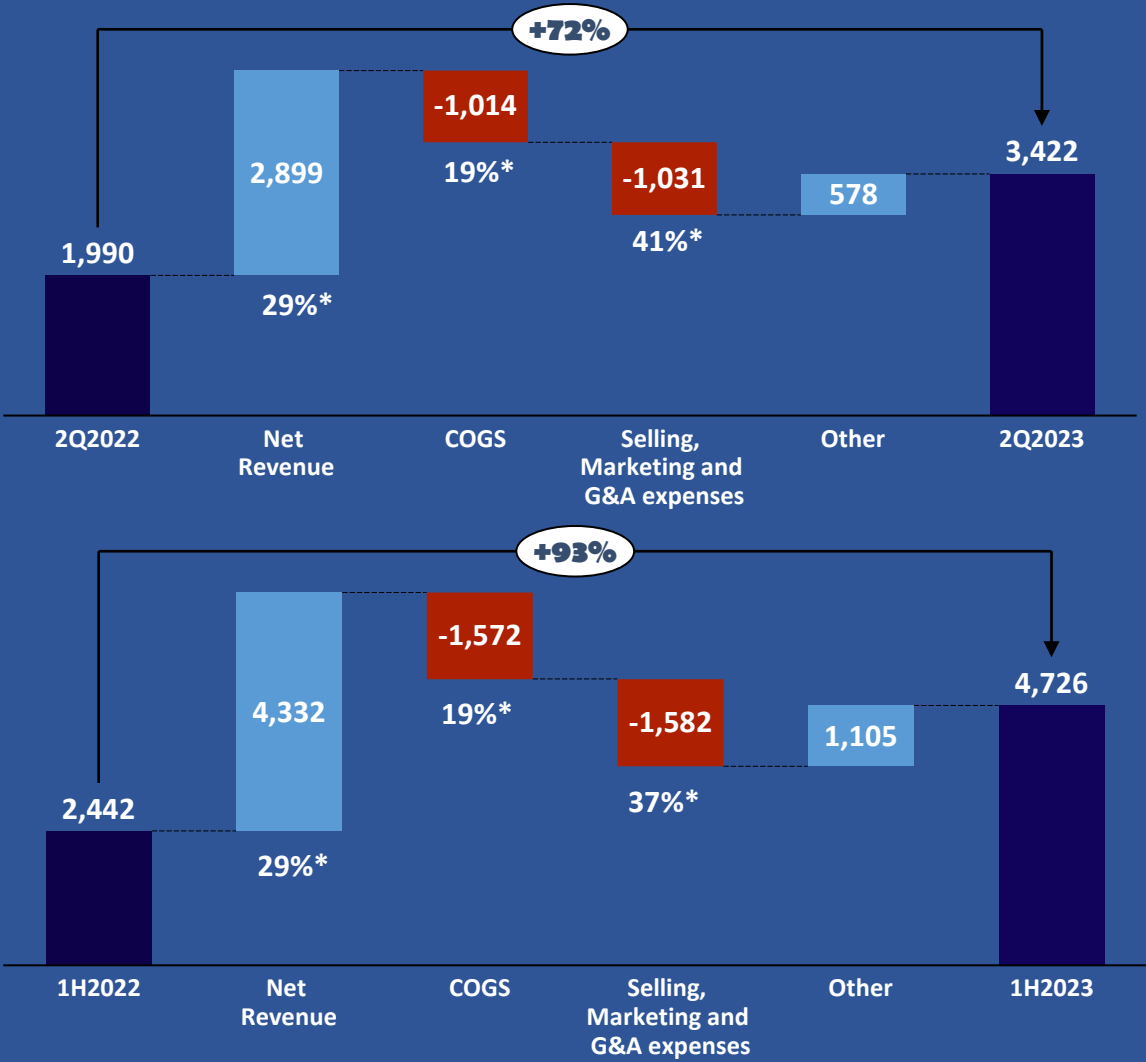 +72%
-1,014
3,422
2,899
19%*
-1,031
578
41%*
1,990
29%*
2Q2022
Net
Revenue
COGS
Selling,
Marketing and
G&A expenses
Other
2Q2023
+93%
-1,572
4,726
4,332
19%*
-1,582
1,105
37%*
2,442
29%*
1H2022
Net
Revenue
COGS
Selling,
Marketing and
G&A expenses
Other
1H2023